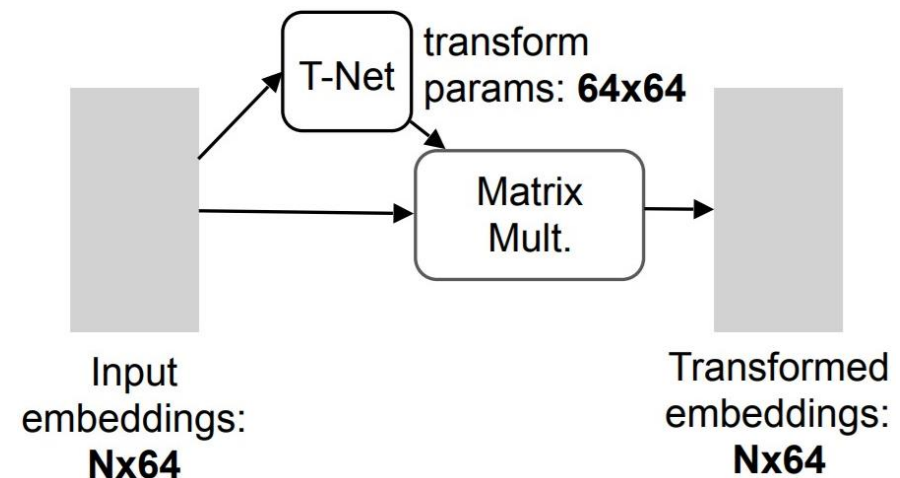 T-Net
transform
params: 64x64
Matrix
Mult.
Input
embeddings:
Nx64
Transformed
embeddings:
Nx64